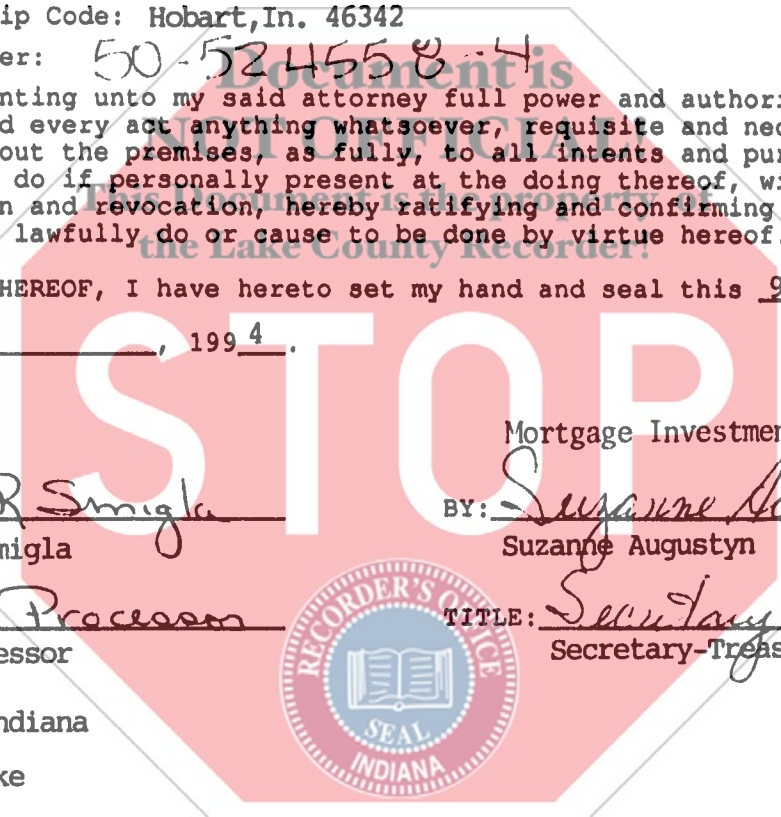 ip Code: Hobart,In. 46342
er: 50-524558-4
Document is
nting unto my said attorney full power and authori
d every act anything whatsoever, requisite and nec
NOT OFFICIAL!
out the premises, as fully, to all intents and pur
do if personally present at the doing thereof, wi
This Document is the property of
n and revocation, hereby ratifying and confirming
lawfully do or cause to be done by virtue hereof.
the Lake County Recorder!
HEREOF, I have hereto set my hand and seal this 9
, 1994.
STOP
Mortgage Investmen
R Smigla BY: Suzanne
migla Suzanne Augustyn
Processor TITLE: Secretary
essor Secretary-Treas
ndiana
ke
RECORDER'S OFFICE
SEAL
INDIANA